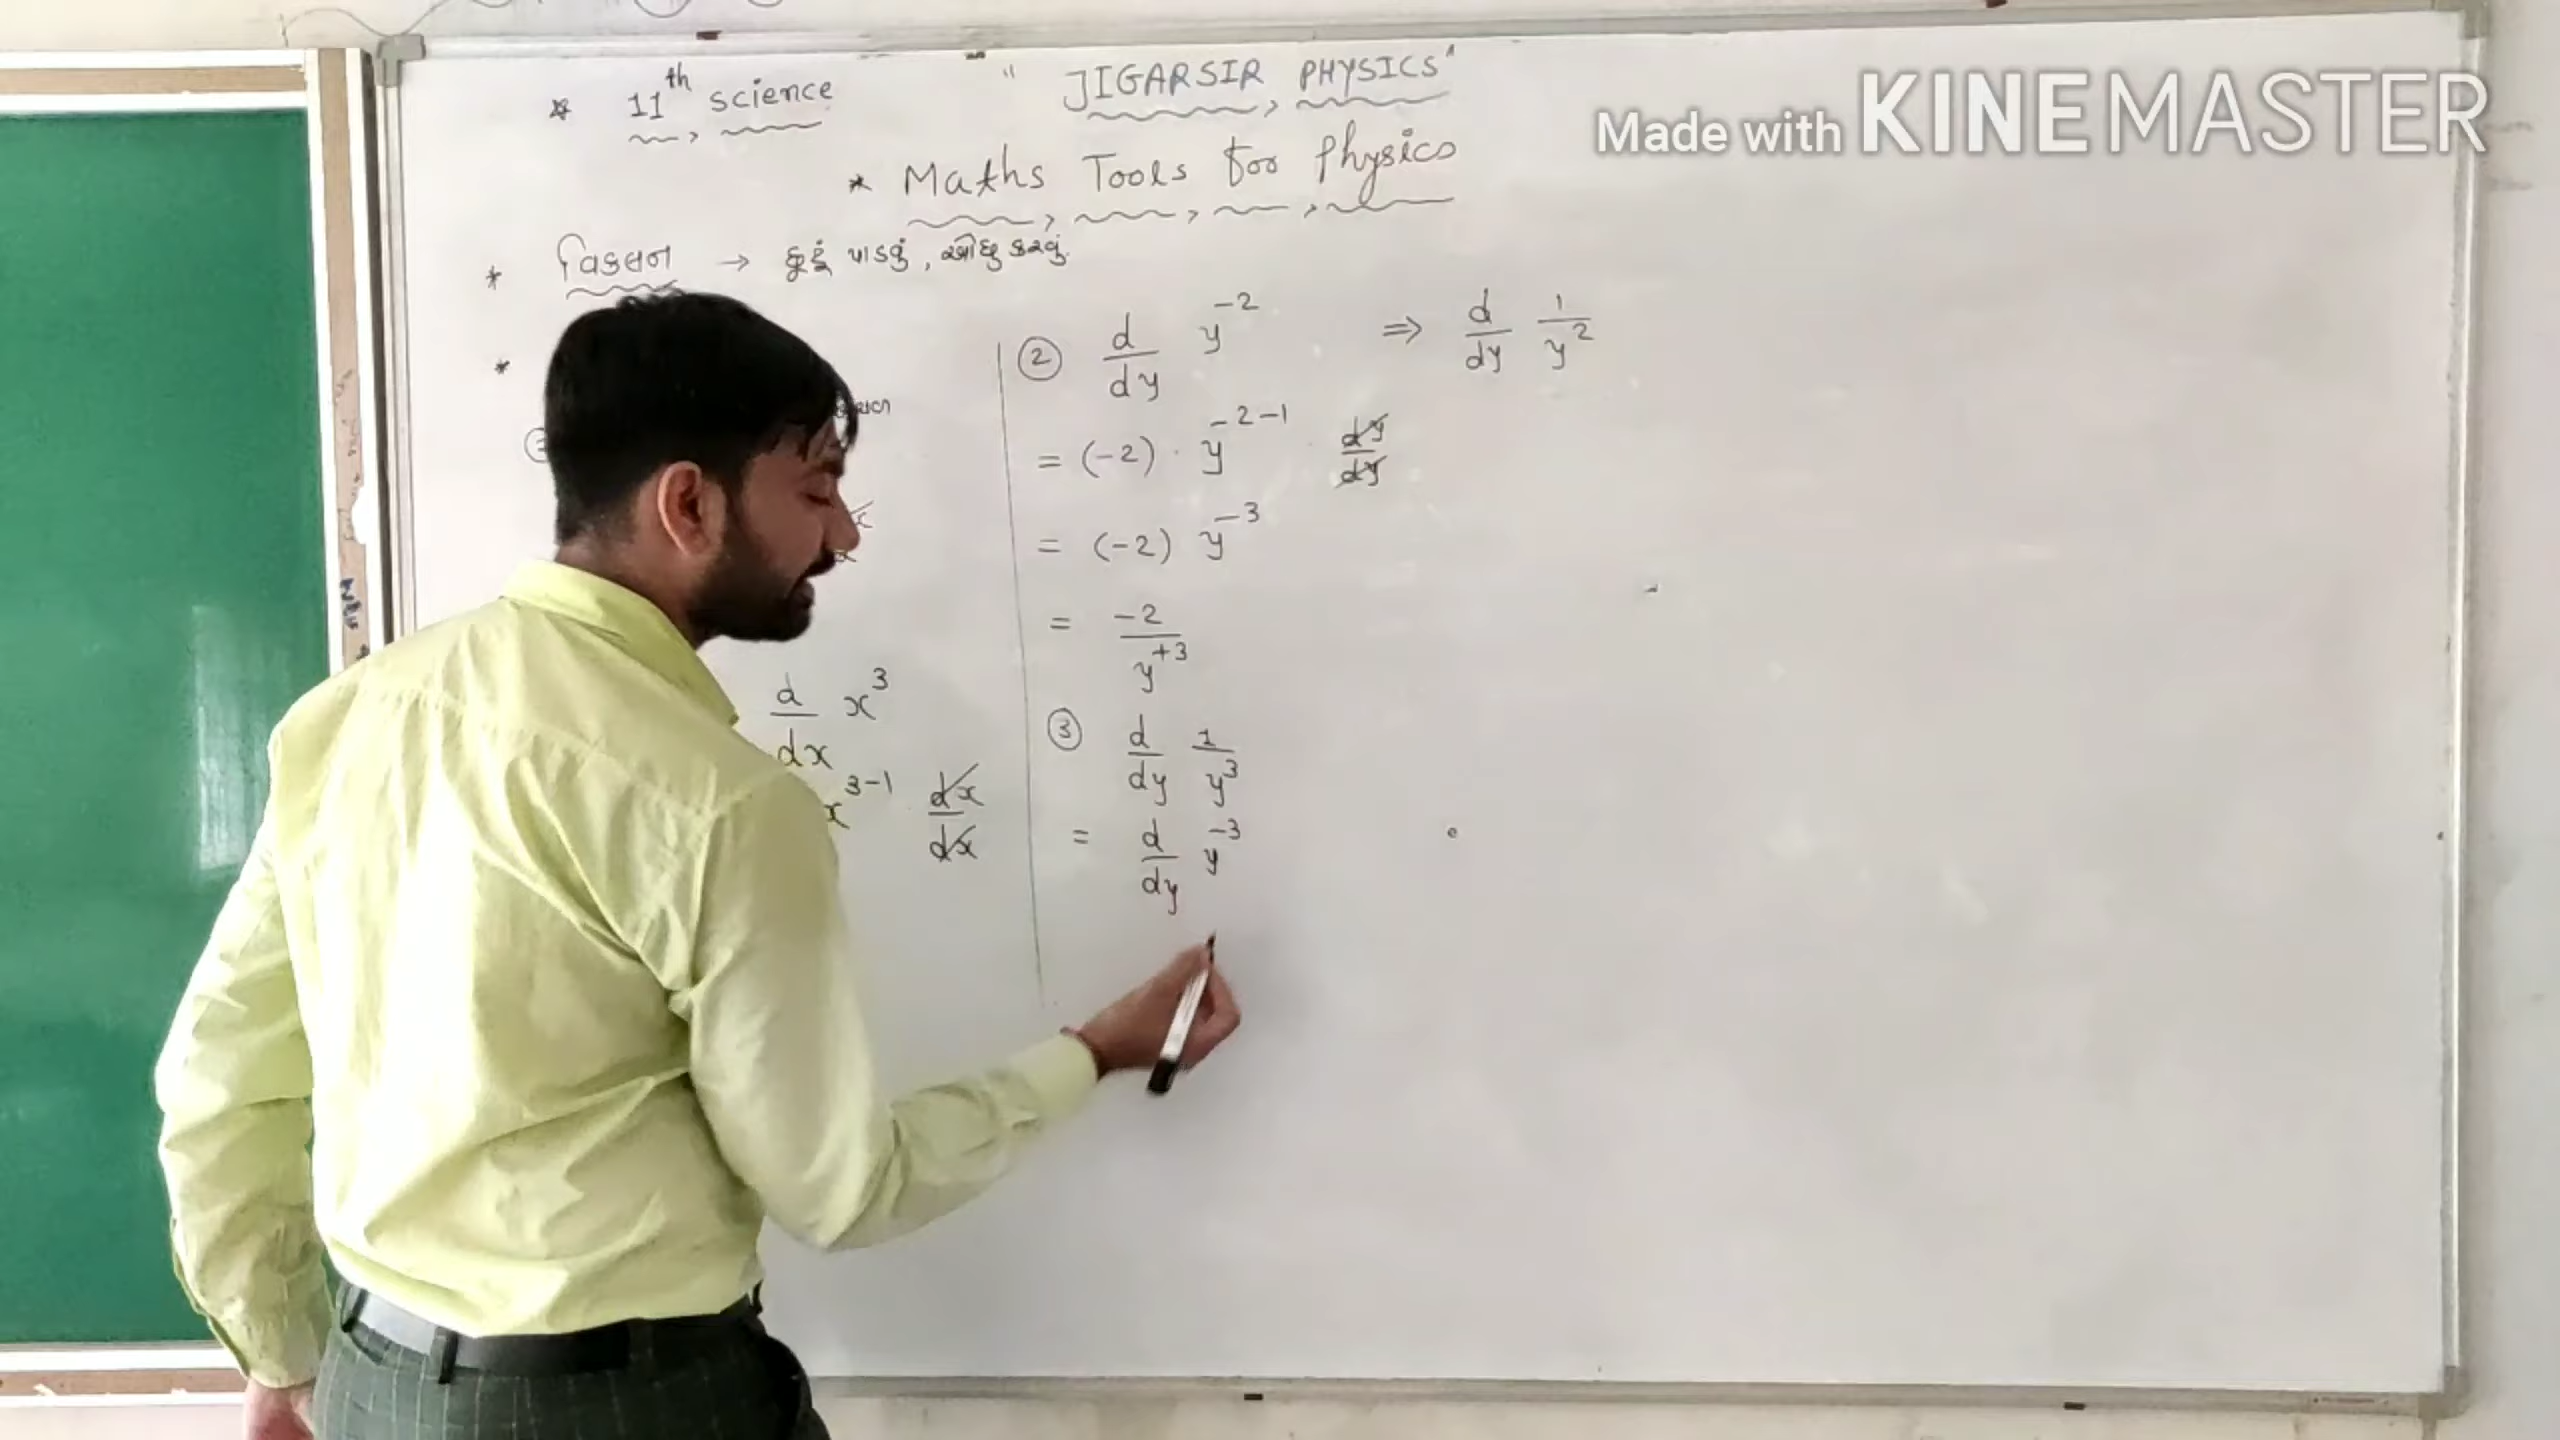 * 11th science
" JIGARSIR PHYSICS "
Made with KINEMASTER
* Maths Tools for Physics
* વિકલન → છૂટું પાડવું, ઓછુ કરવું.
*
d/dx x^3
x^3-1 dx/dx
② d/dy y^-2 ⇒ d/dy 1/y^2
= (-2) · y^-2-1 · dy/dy
= (-2) y^-3
= -2/y^+3
③ d/dy 1/y^3
= d/dy y^-3